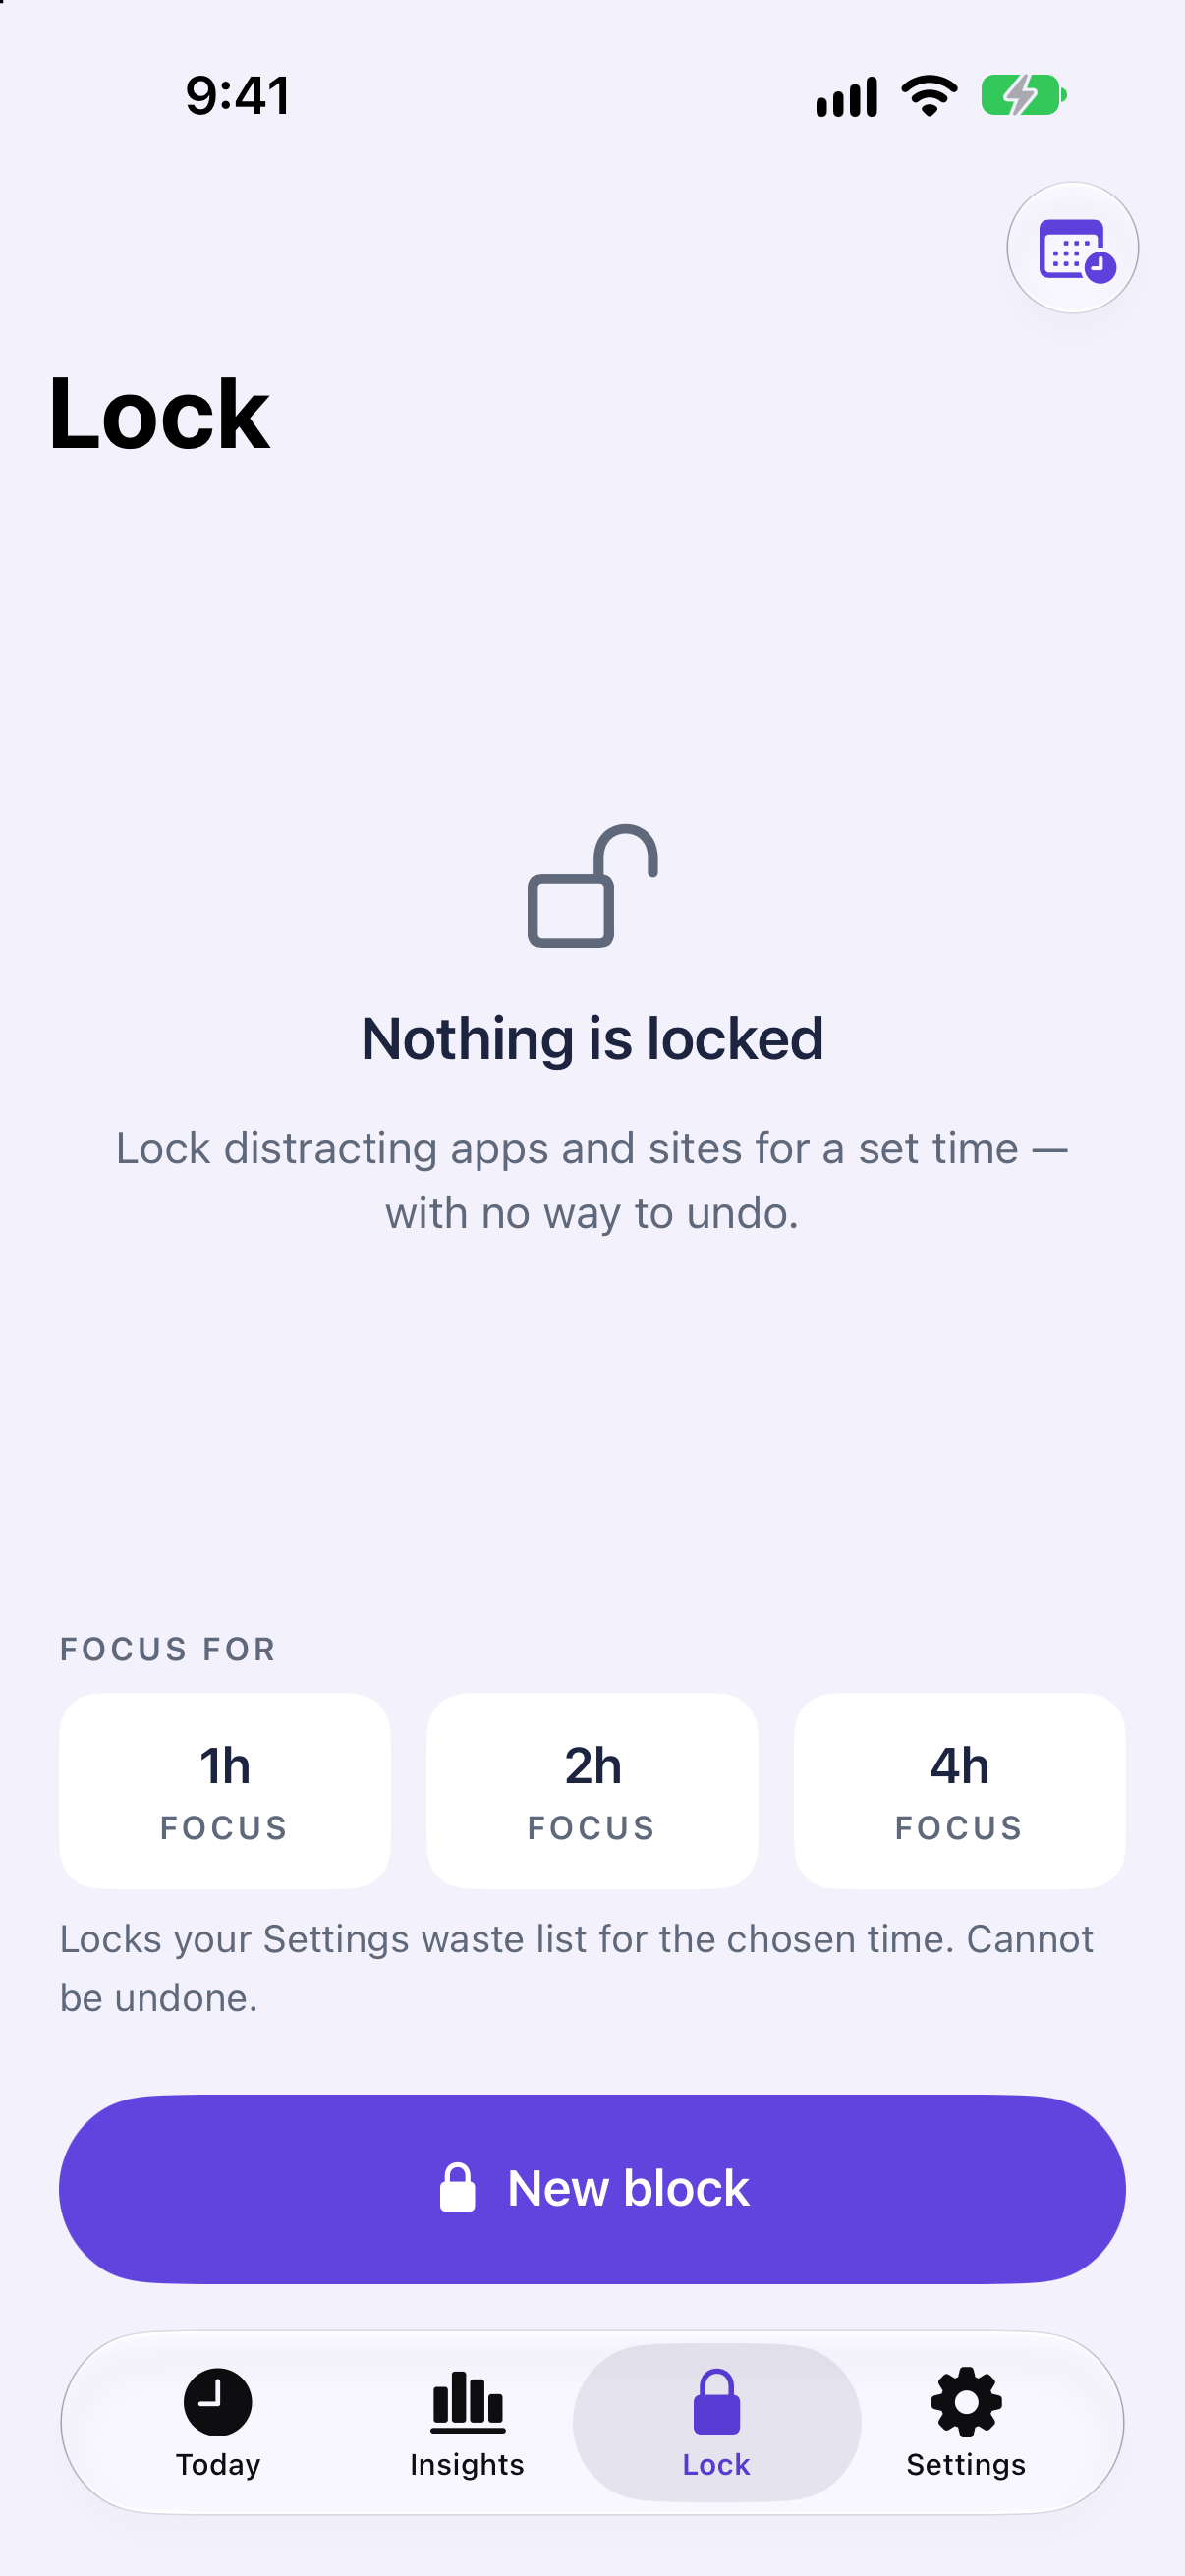 9:41
Lock
Nothing is locked
Lock distracting apps and sites for a set time —
with no way to undo.
FOCUS FOR
1h
FOCUS
2h
FOCUS
4h
FOCUS
Locks your Settings waste list for the chosen time. Cannot
be undone.
New block
Today
Insights
Lock
Settings